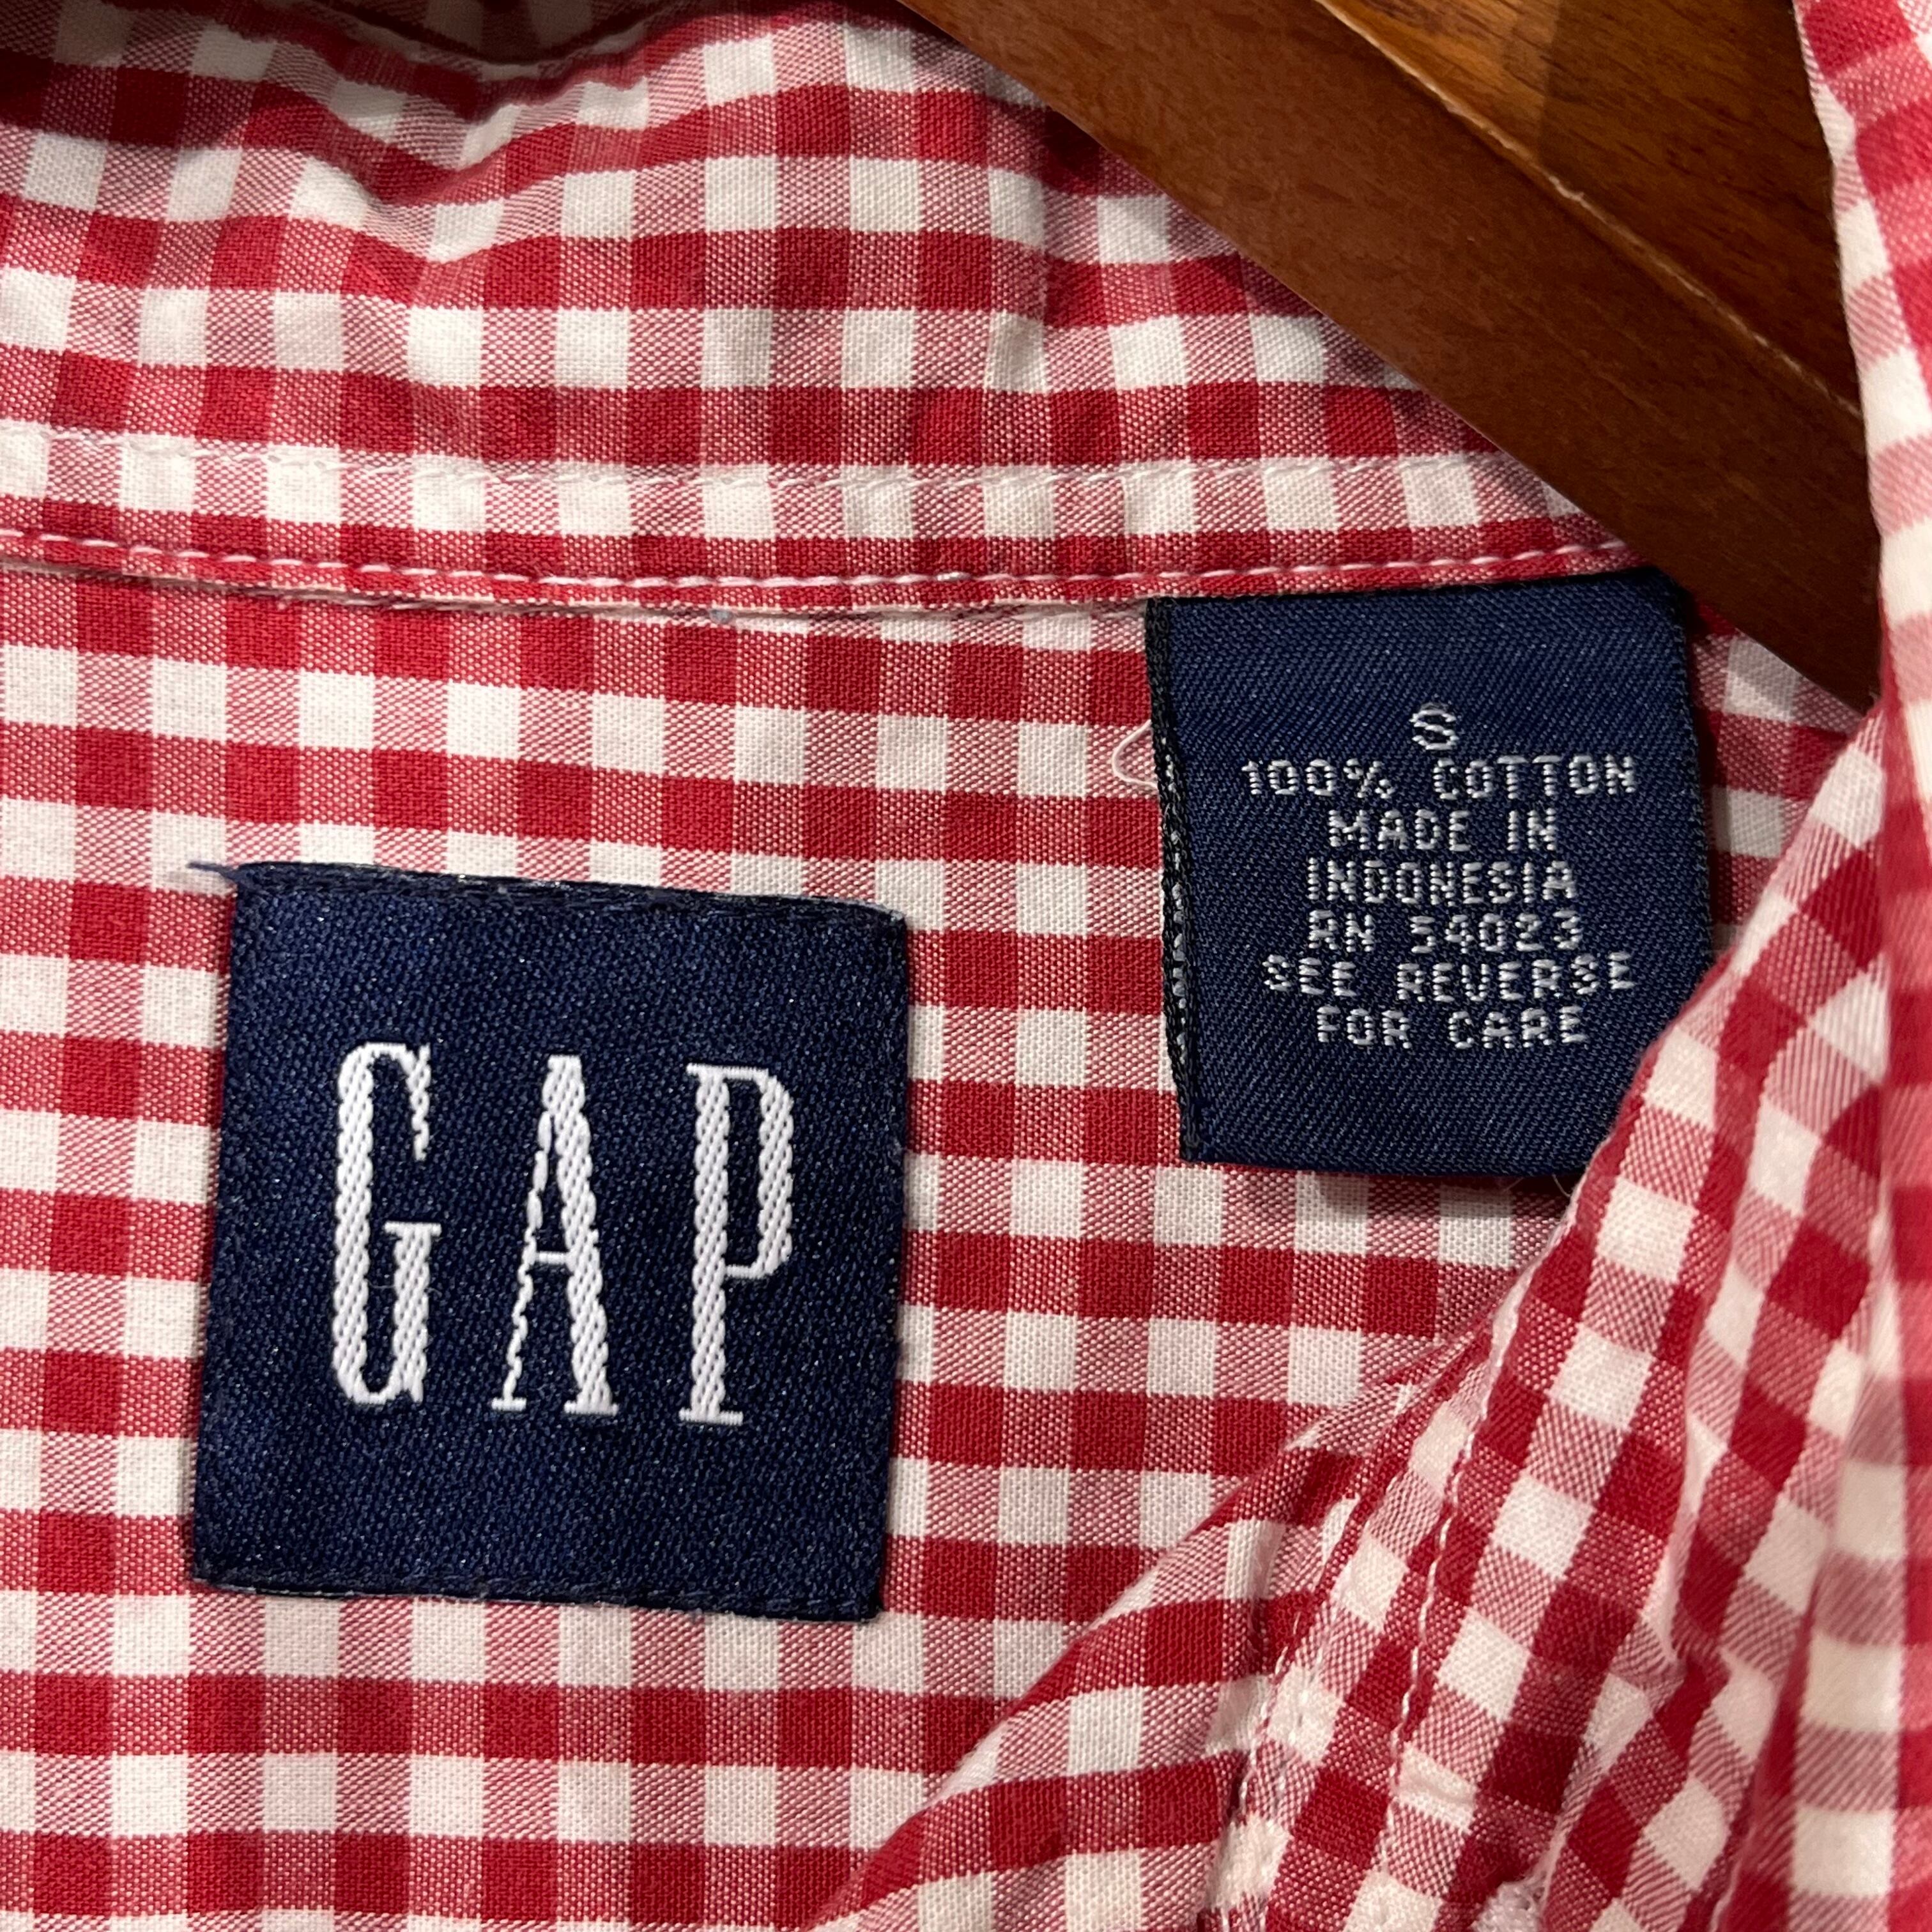 GAP
S
100% COTTON
MADE IN
INDONESIA
RN 54023
SEE REVERSE
FOR CARE